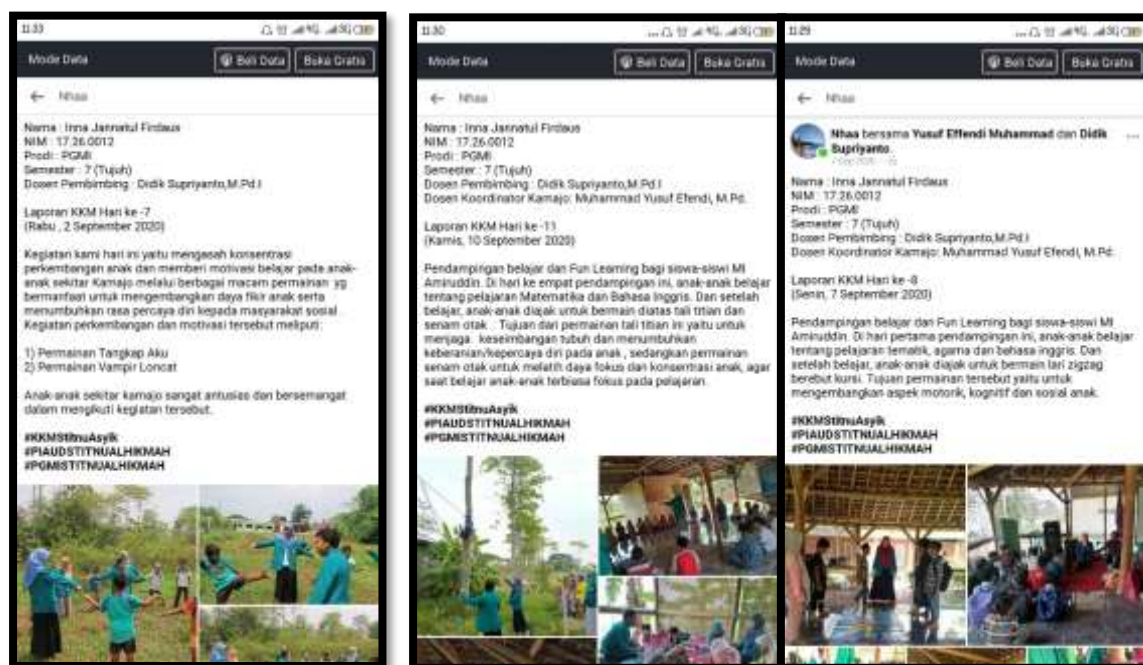 11:33
Mode Data
Beli Data
Buka Gratis
← Nhaa
Nama : Inna Jannatul Firdaus
NIM : 17.26.0012
Prodi : PGMI
Semester : 7 (Tujuh)
Dosen Pembimbing : Didik Supriyanto,M.Pd.I
Laporan KKM Hari ke -7
(Rabu , 2 September 2020)
Kegiatan kami hari ini yaitu mengasah konsentrasi
perkembangan anak dan memberi motivasi belajar pada anak-
anak sekitar Kamajo melalui berbagai macam permainan yg
bermanfaat untuk mengembangkan daya fikir anak serta
menumbuhkan rasa percaya diri kepada masyarakat sosial.
Kegiatan perkembangan dan motivasi tersebut meliputi:
1) Permainan Tangkap Aku
2) Permainan Vampir Loncat
Anak-anak sekitar kamajo sangat antusias dan bersemangat
dalam mengikuti kegiatan tersebut.
#KKMStitnuAsyik
#PIAUDSTITNUALHIKMAH
#PGMISTITNUALHIKMAH
11:30
Mode Data
Beli Data
Buka Gratis
← Nhaa
Nama : Inna Jannatul Firdaus
NIM : 17.26.0012
Prodi : PGMI
Semester : 7 (Tujuh)
Dosen Pembimbing : Didik Supriyanto,M.Pd.I
Dosen Koordinator Kamajo: Muhammad Yusuf Efendi, M.Pd.
Laporan KKM Hari ke -11
(Kamis, 10 September 2020)
Pendampingan belajar dan Fun Learning bagi siswa-siswi MI
Amiruddin. Di hari ke empat pendampingan ini, anak-anak belajar
tentang pelajaran Matematika dan Bahasa Inggris. Dan setelah
belajar, anak-anak diajak untuk bermain diatas tali titian dan
senam otak . Tujuan dari permainan tali titian ini yaitu untuk
menjaga keseimbangan tubuh dan menumbuhkan
keberanian/kepercaya diri pada anak , sedangkan permainan
senam otak untuk melatih daya fokus dan konsentrasi anak, agar
saat belajar anak-anak terbiasa fokus pada pelajaran.
#KKMStitnuAsyik
#PIAUDSTITNUALHIKMAH
#PGMISTITNUALHIKMAH
11:29
Mode Data
Beli Data
Buka Gratis
← Nhaa
Nhaa bersama Yusuf Effendi Muhammad dan Didik
Supriyanto.
7 Sep 2020
Nama : Inna Jannatul Firdaus
NIM : 17.26.0012
Prodi : PGMI
Semester : 7 (Tujuh)
Dosen Pembimbing : Didik Supriyanto,M.Pd.I
Dosen Koordinator Kamajo: Muhammad Yusuf Efendi, M.Pd.
Laporan KKM Hari ke -8
(Senin, 7 September 2020)
Pendampingan belajar dan Fun Learning bagi siswa-siswi MI
Amiruddin. Di hari pertama pendampingan ini, anak-anak belajar
tentang pelajaran tematik, agama dan bahasa inggris. Dan
setelah belajar, anak-anak diajak untuk bermain lari zigzag
berebut kursi. Tujuan permainan tersebut yaitu untuk
mengembangkan aspek motorik, kognitif dan sosial anak.
#KKMStitnuAsyik
#PIAUDSTITNUALHIKMAH
#PGMISTITNUALHIKMAH